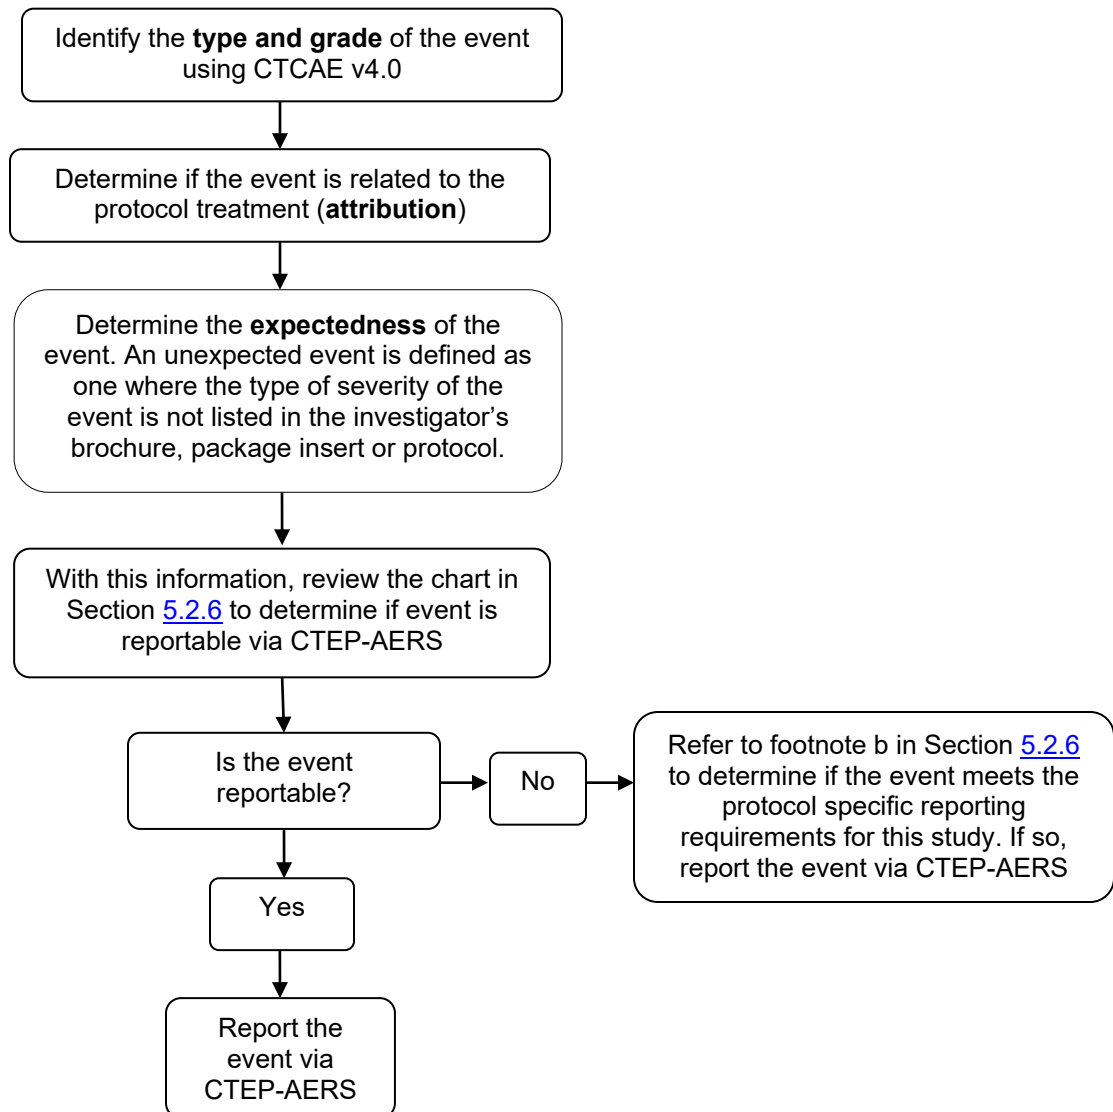 Identify the type and grade of the event
using CTCAE v4.0
Determine if the event is related to the
protocol treatment (attribution)
Determine the expectedness of the
event. An unexpected event is defined as
one where the type of severity of the
event is not listed in the investigator’s
brochure, package insert or protocol.
With this information, review the chart in
Section 5.2.6 to determine if event is
reportable via CTEP-AERS
Is the event
reportable?
No
Refer to footnote b in Section 5.2.6
to determine if the event meets the
protocol specific reporting
requirements for this study. If so,
report the event via CTEP-AERS
Yes
Report the
event via
CTEP-AERS